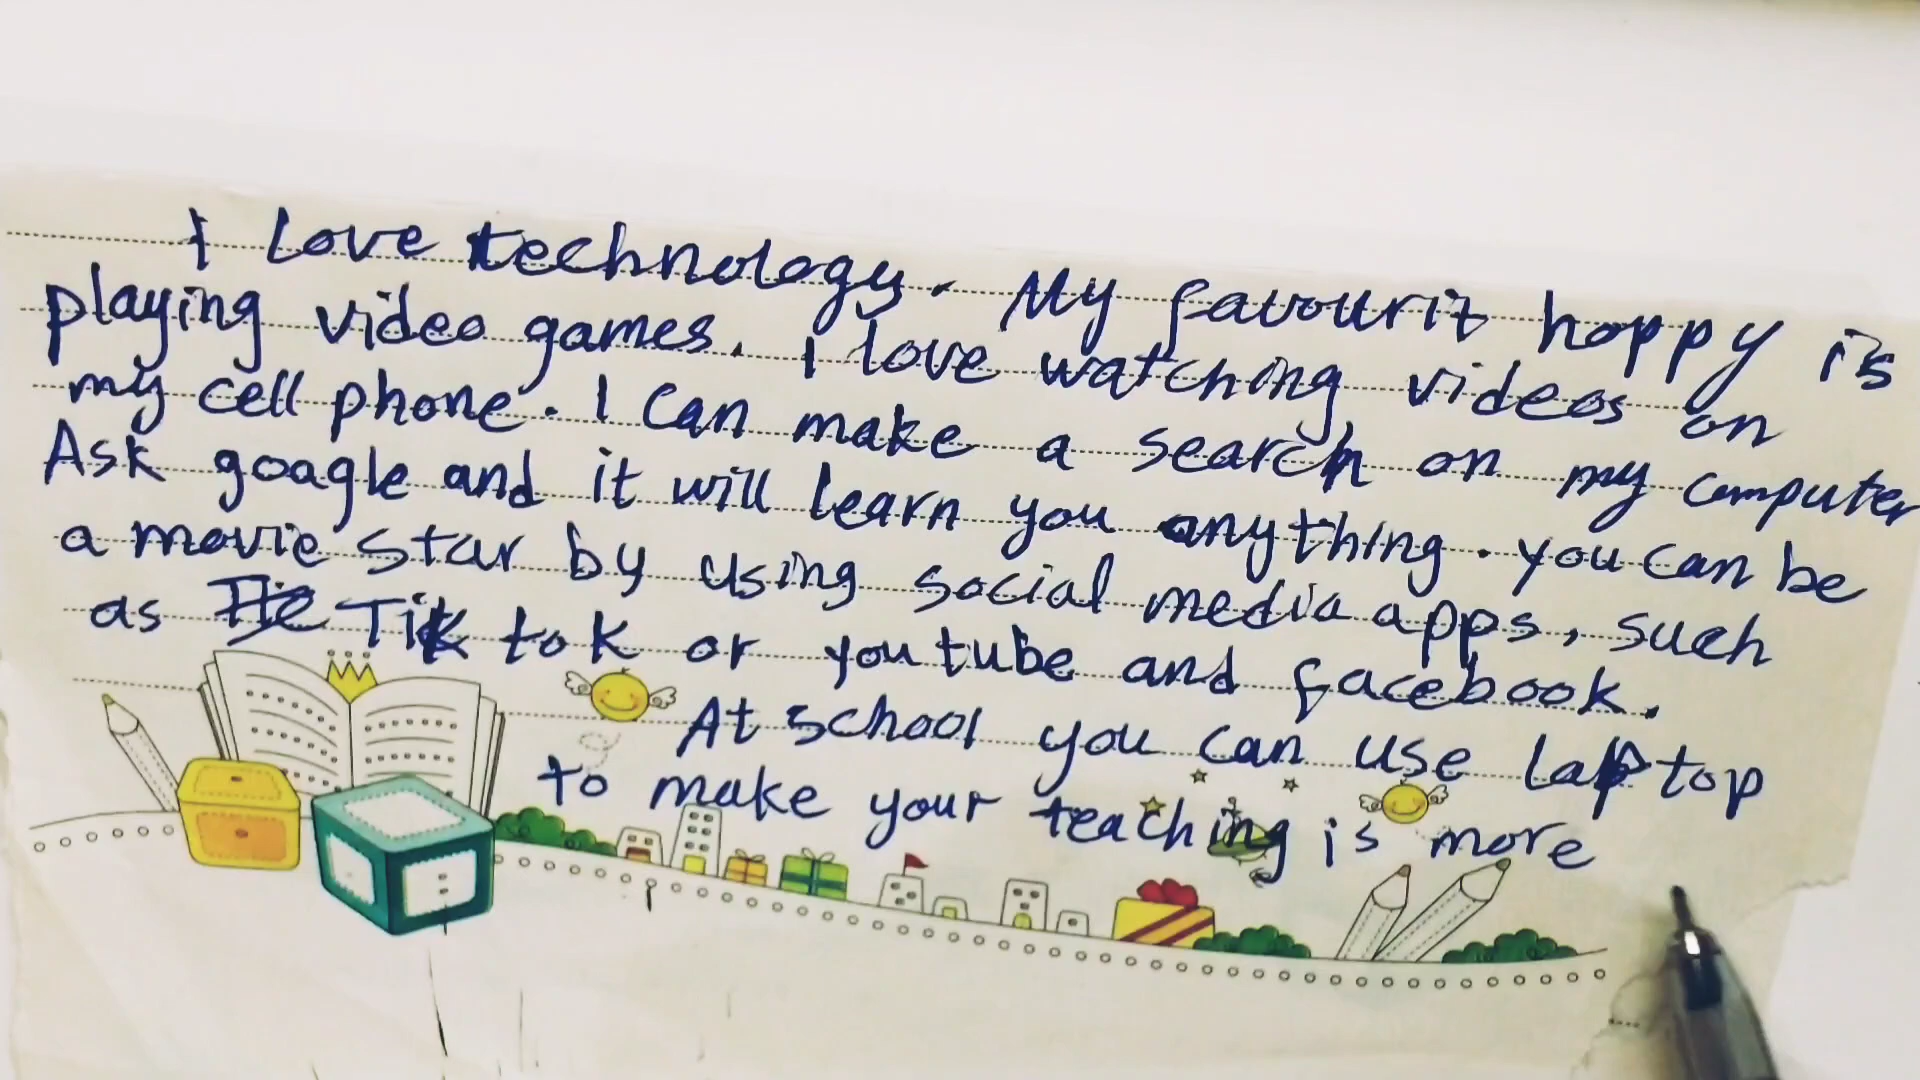 I Love technology. My favourit hoppy is
playing video games. I love watching videos on
my cell phone. I can make a search on my computer
Ask goagle and it will learn you anything. you can be
a movie star by using social media apps, such
as Tik tok or youtube and facebook.
At school you can use laptop
to make your teaching is more